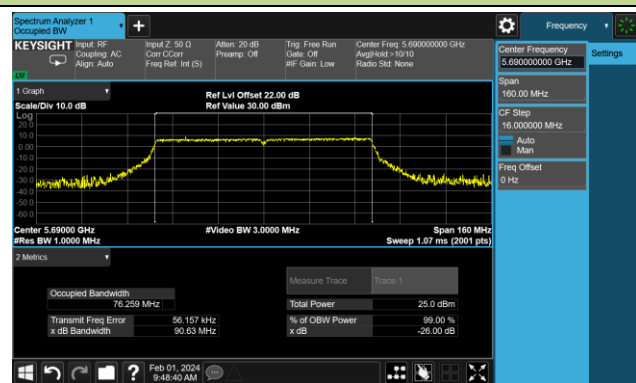 Spectrum Analyzer 1
Occupied BW
+
Frequency
KEYSIGHT
Input: RF
Coupling: AC
Align: Auto
Input Z: 50 Ω
Corr CCorr
Freq Ref: Int (S)
Atten: 20 dB
Preamp: Off
Trig: Free Run
Gate: Off
#IF Gain: Low
Center Freq: 5.690000000 GHz
Avg|Hold:>10/10
Radio Std: None
LW
Center Frequency
5.690000000 GHz
Settings
Span
160.00 MHz
CF Step
16.000000 MHz
Auto
Man
Freq Offset
0 Hz
1 Graph
Scale/Div 10.0 dB
Ref Lvl Offset 22.00 dB
Ref Value 30.00 dBm
Log
20.0
10.0
0.00
-10.0
-20.0
-30.0
-40.0
-50.0
-60.0
Center 5.69000 GHz
#Video BW 3.0000 MHz
Span 160 MHz
#Res BW 1.0000 MHz
Sweep 1.07 ms (2001 pts)
2 Metrics
Measure Trace
Trace 1
Occupied Bandwidth
76.259 MHz
Total Power
25.0 dBm
Transmit Freq Error
56.157 kHz
% of OBW Power
99.00 %
x dB Bandwidth
90.63 MHz
x dB
-26.00 dB
?
Feb 01, 2024
9:48:40 AM